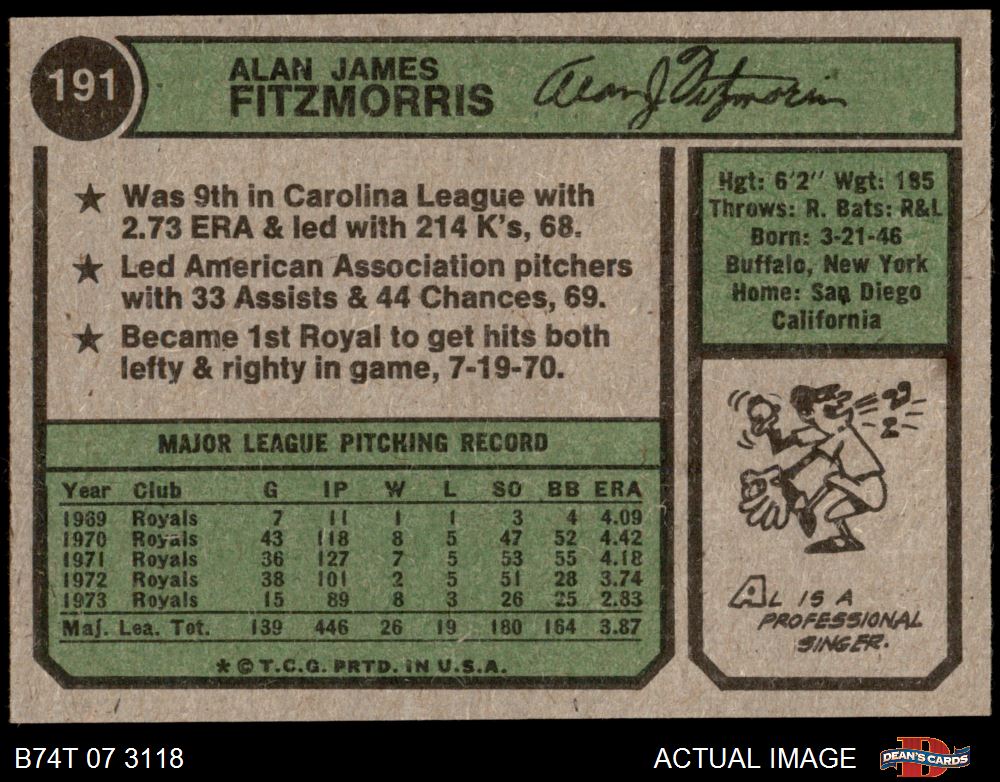 191
ALAN JAMES
FITZMORRIS
Alan J. Fitzmorris
★ Was 9th in Carolina League with
2.73 ERA & led with 214 K's, 68.
★ Led American Association pitchers
with 33 Assists & 44 Chances, 69.
★ Became 1st Royal to get hits both
lefty & righty in game, 7-19-70.
Hgt: 6'2" Wgt: 185
Throws: R. Bats: R&L
Born: 3-21-46
Buffalo, New York
Home: San Diego
California
MAJOR LEAGUE PITCHING RECORD
Year Club G IP W L SO BB ERA
1969 Royals 7 11 1 1 3 4 4.09
1970 Royals 43 118 8 5 47 52 4.42
1971 Royals 36 127 7 5 53 55 4.18
1972 Royals 38 101 2 5 51 28 3.74
1973 Royals 15 89 8 3 26 25 2.83
Maj. Lea. Tot. 139 446 26 19 180 164 3.87
* © T.C.G. PRTD. IN U.S.A.
AL IS A
PROFESSIONAL
SINGER.
B74T 07 3118
ACTUAL IMAGE
DEAN'S CARDS